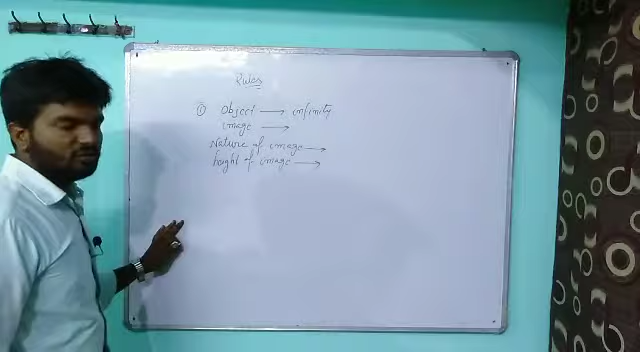 Rules
① Object → infinity
image →
Nature of image →
height of image →